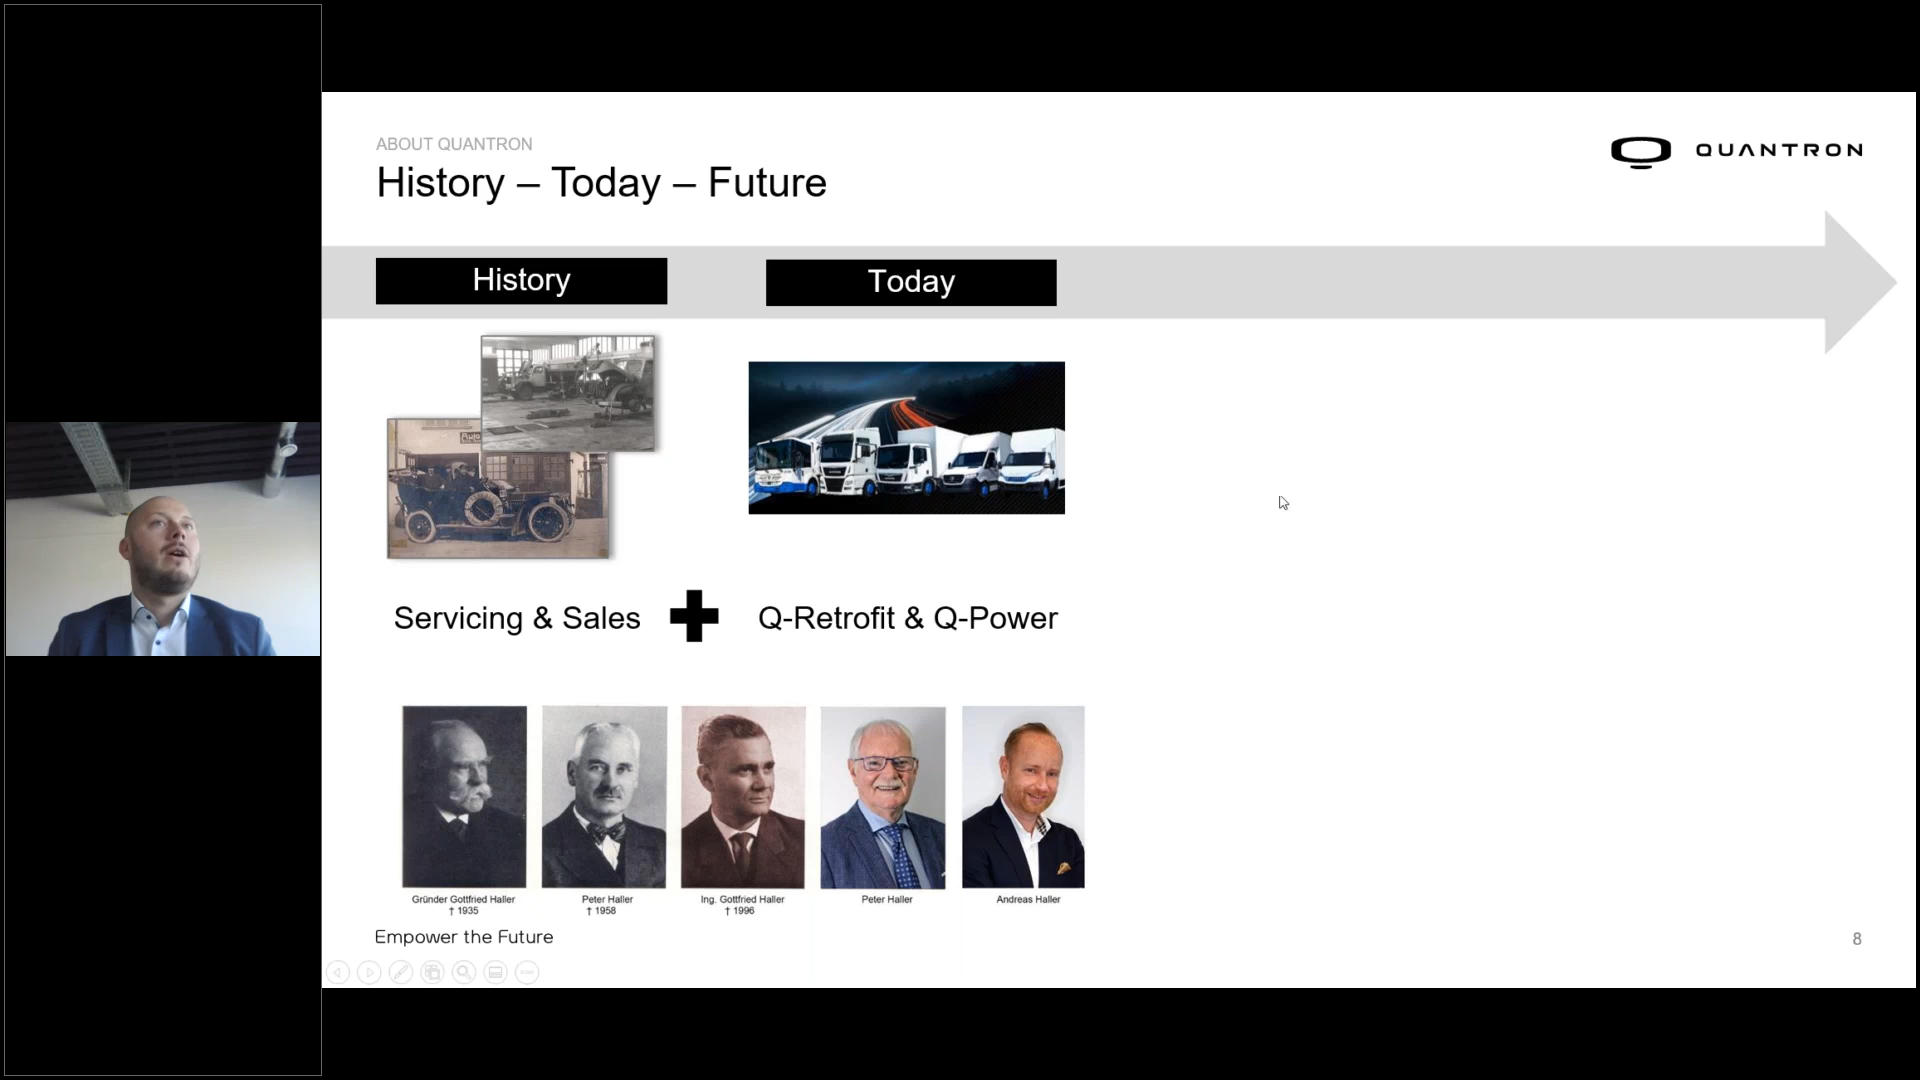 ABOUT QUANTRON
History – Today – Future
QUANTRON
History
Today
Auto
Servicing & Sales
Q-Retrofit & Q-Power
Gründer Gottfried Haller
† 1935
Peter Haller
† 1958
Ing. Gottfried Haller
† 1996
Peter Haller
Andreas Haller
Empower the Future
8